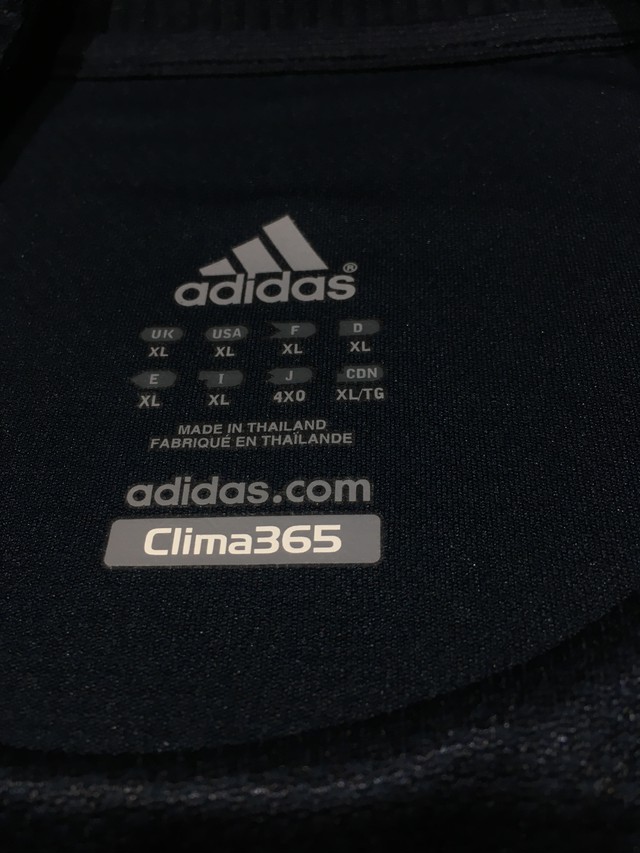 adidas®
UK USA F D
XL XL XL XL
E I J CDN
XL XL 4XO XL/TG
MADE IN THAILAND
FABRIQUÉ EN THAÏLANDE
adidas.com
Clima365